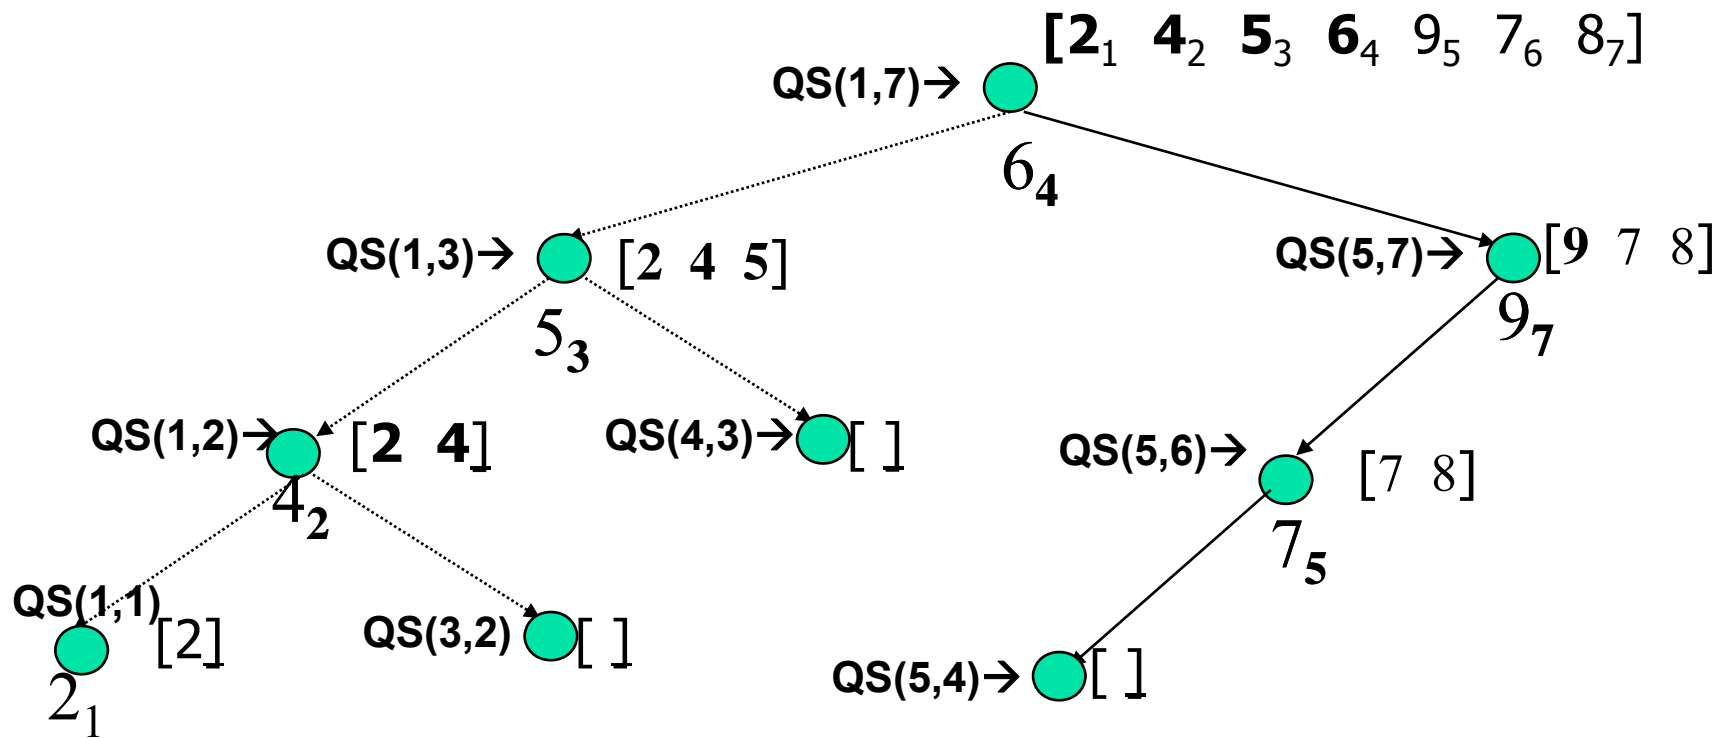 [2₁ 4₂ 5₃ 6₄ 9₅ 7₆ 8₇]
QS(1,7)→
6₄
QS(1,3)→ [2 4 5]
QS(5,7)→ [9 7 8]
5₃
9₇
QS(1,2)→ [2 4]
QS(4,3)→ [ ]
QS(5,6)→ [7 8]
4₂
7₅
QS(1,1) [2]
QS(3,2) [ ]
QS(5,4)→ [ ]
2₁